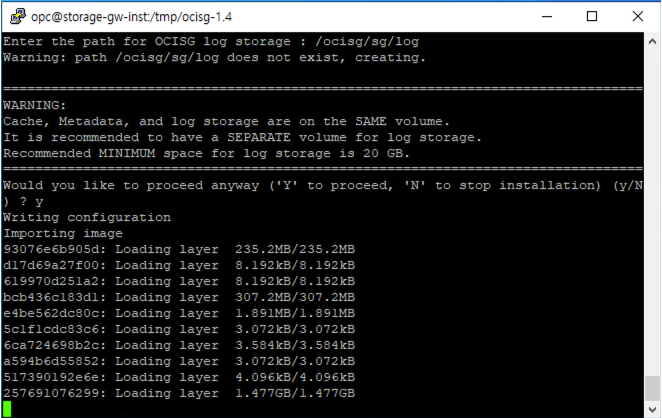 opc@storage-gw-inst:/tmp/ocisg-1.4
Enter the path for OCISG log storage : /ocisg/sg/log
Warning: path /ocisg/sg/log does not exist, creating.
================================================================================
WARNING:
Cache, Metadata, and log storage are on the SAME volume.
It is recommended to have a SEPARATE volume for log storage.
Recommended MINIMUM space for log storage is 20 GB.
================================================================================
Would you like to proceed anyway ('Y' to proceed, 'N' to stop installation) (y/N
) ? y
Writing configuration
Importing image
93076e6b905d: Loading layer  235.2MB/235.2MB
d17d69a27f00: Loading layer  8.192kB/8.192kB
619970d251a2: Loading layer  8.192kB/8.192kB
bcb436c183d1: Loading layer  307.2MB/307.2MB
e4be562dc80c: Loading layer  1.891MB/1.891MB
5c1f1cdc83c6: Loading layer  3.072kB/3.072kB
6ca724698b2c: Loading layer  3.584kB/3.584kB
a594b6d55852: Loading layer  3.072kB/3.072kB
517390192e6e: Loading layer  4.096kB/4.096kB
257691076299: Loading layer  1.477GB/1.477GB